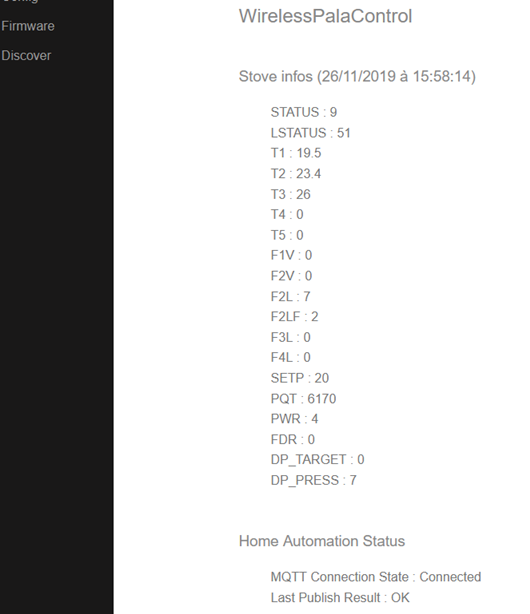 Firmware
Discover
WirelessPalaControl
Stove infos (26/11/2019 à 15:58:14)
STATUS : 9
LSTATUS : 51
T1 : 19.5
T2 : 23.4
T3 : 26
T4 : 0
T5 : 0
F1V : 0
F2V : 0
F2L : 7
F2LF : 2
F3L : 0
F4L : 0
SETP : 20
PQT : 6170
PWR : 4
FDR : 0
DP_TARGET : 0
DP_PRESS : 7
Home Automation Status
MQTT Connection State : Connected
Last Publish Result : OK